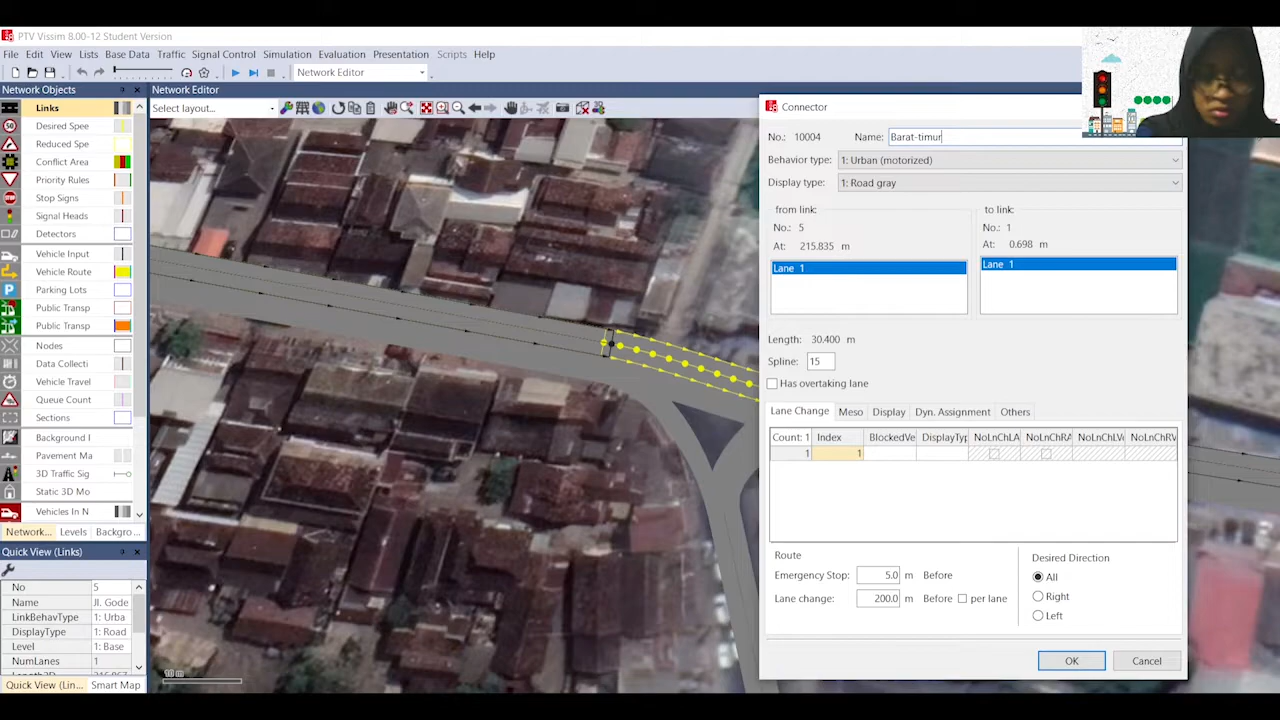 PTV Vissim 8.00-12 Student Version
File Edit View Lists Base Data Traffic Signal Control Simulation Evaluation Presentation Scripts Help
Network Editor
Network Objects
Network Editor
Select layout...
Links
Desired Spee
Reduced Spe
Conflict Area
Priority Rules
Stop Signs
Signal Heads
Detectors
Vehicle Input
Vehicle Route
Parking Lots
Public Transp
Public Transp
Nodes
Data Collecti
Vehicle Travel
Queue Count
Sections
Background I
Pavement Ma
3D Traffic Sig
Static 3D Mo
Vehicles In N
Network... Levels Backgro...
Quick View (Links)
No 5
Name Jl. Gode
LinkBehavType 1: Urba
DisplayType 1: Road
Level 1: Base
NumLanes 1
Quick View (Lin... Smart Map
10 m
Connector
No.: 10004 Name: Barat-timur
Behavior type: 1: Urban (motorized)
Display type: 1: Road gray
from link:
No.: 5
At: 215.835 m
Lane 1
to link:
No.: 1
At: 0.698 m
Lane 1
Length: 30.400 m
Spline: 15
Has overtaking lane
Lane Change Meso Display Dyn. Assignment Others
Count: 1 Index BlockedVe DisplayTyp NoLnChLA NoLnChRA NoLnChLV NoLnChRV
1 1
Route
Emergency Stop: 5.0 m Before
Lane change: 200.0 m Before per lane
Desired Direction
All
Right
Left
OK Cancel